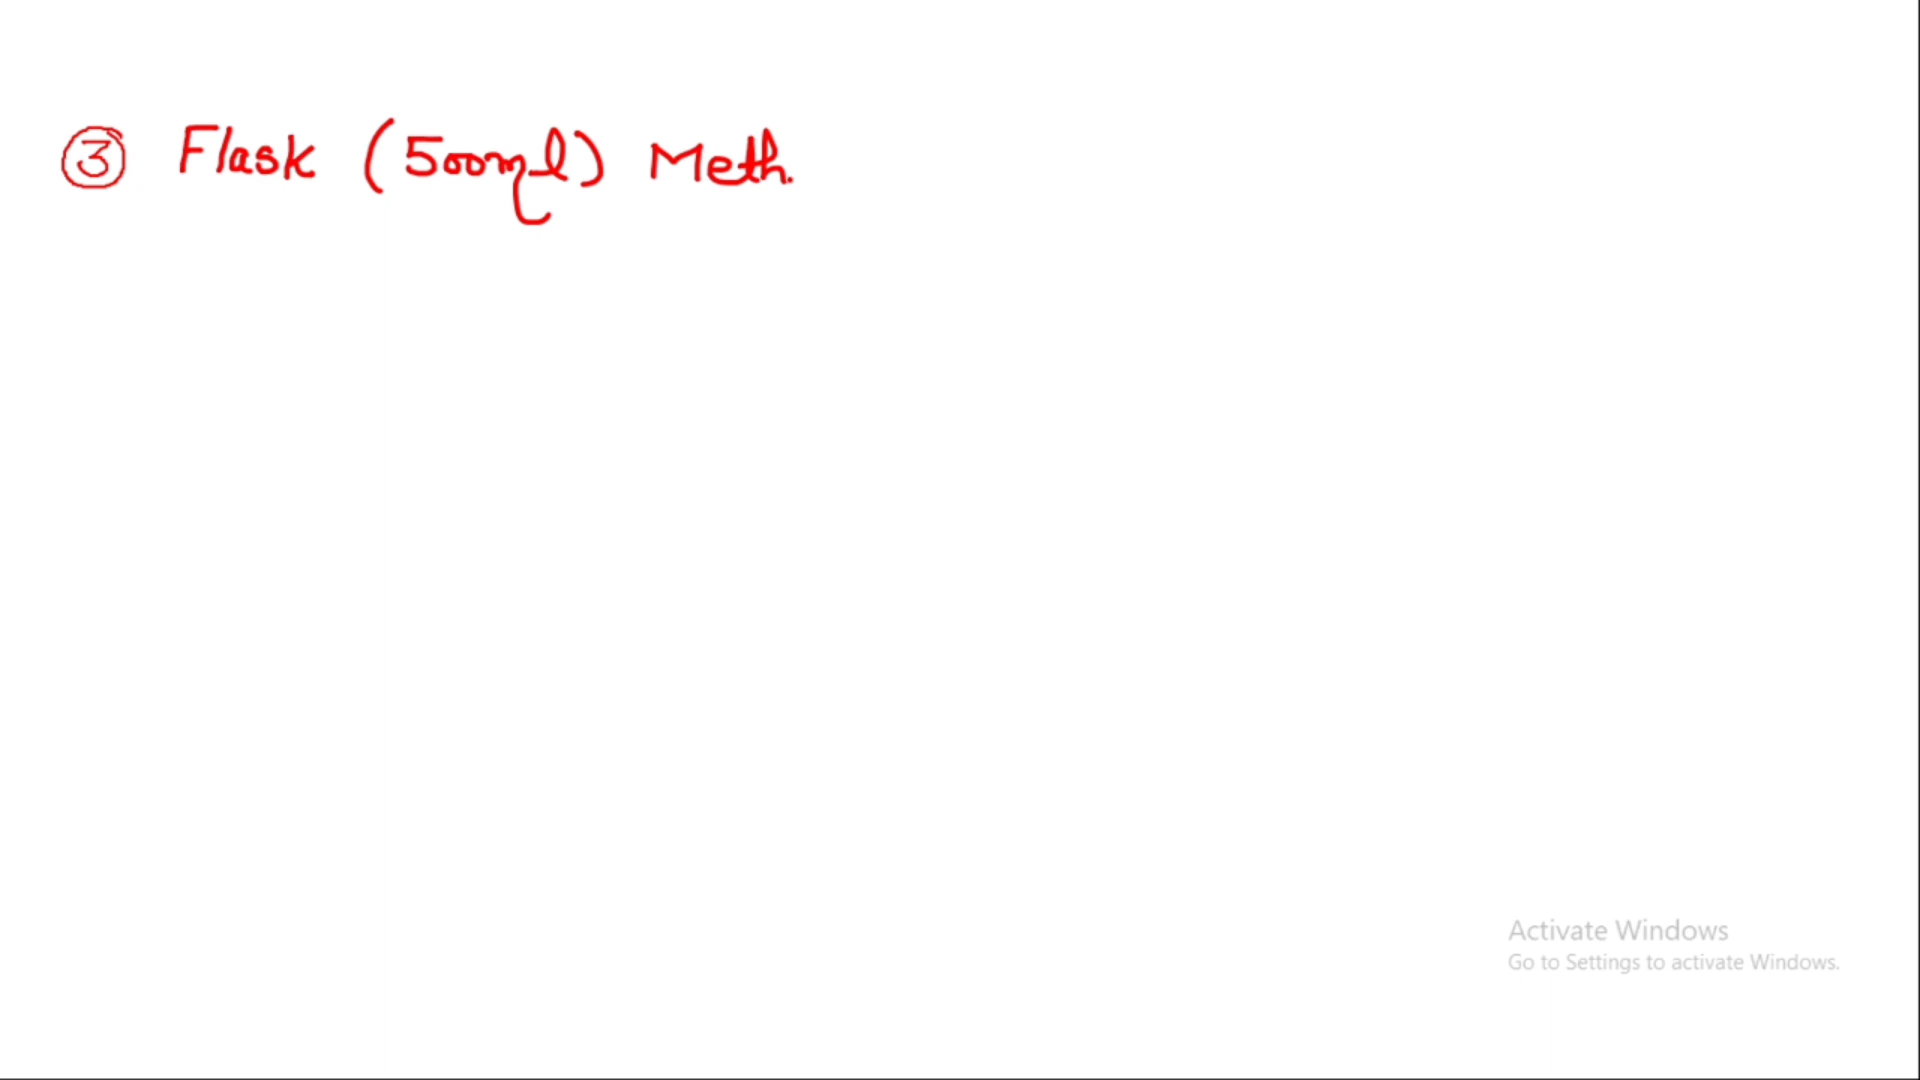 ③ Flask (500ml) Meth.
Activate Windows
Go to Settings to activate Windows.